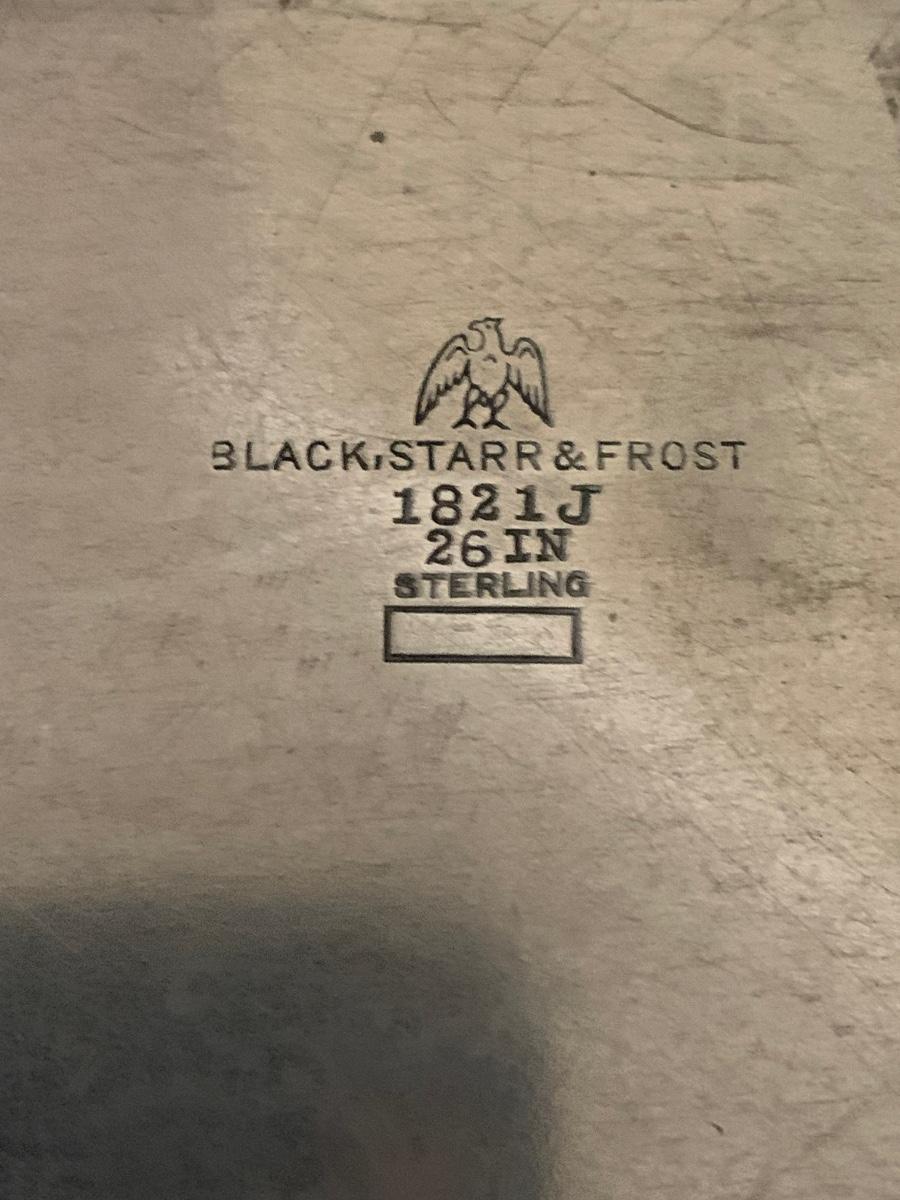 BLACK, STARR & FROST
1821J
26 IN
STERLING